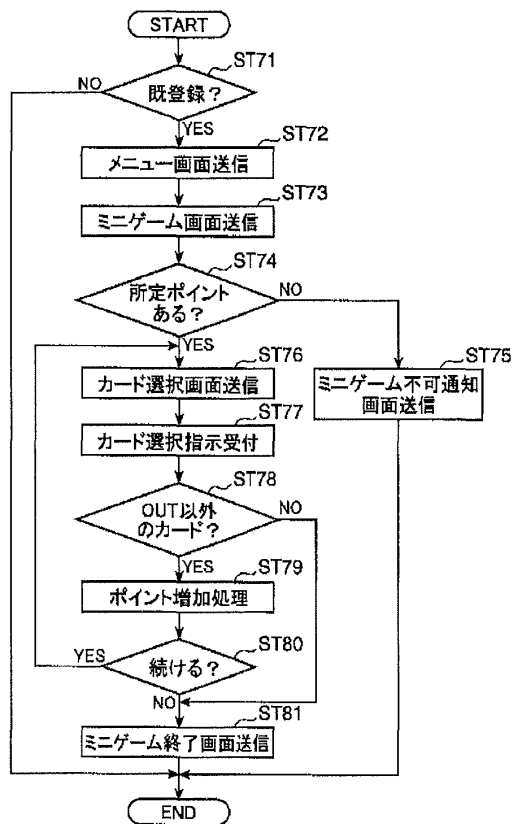 START
ST71
既登録?
NO
YES
ST72
メニュー画面送信
ST73
ミニゲーム画面送信
ST74
所定ポイント
ある?
NO
YES
ST75
ミニゲーム不可通知
画面送信
ST76
カード選択画面送信
ST77
カード選択指示受付
ST78
OUT以外
のカード?
NO
YES
ST79
ポイント増加処理
ST80
続ける?
YES
NO
ST81
ミニゲーム終了画面送信
END